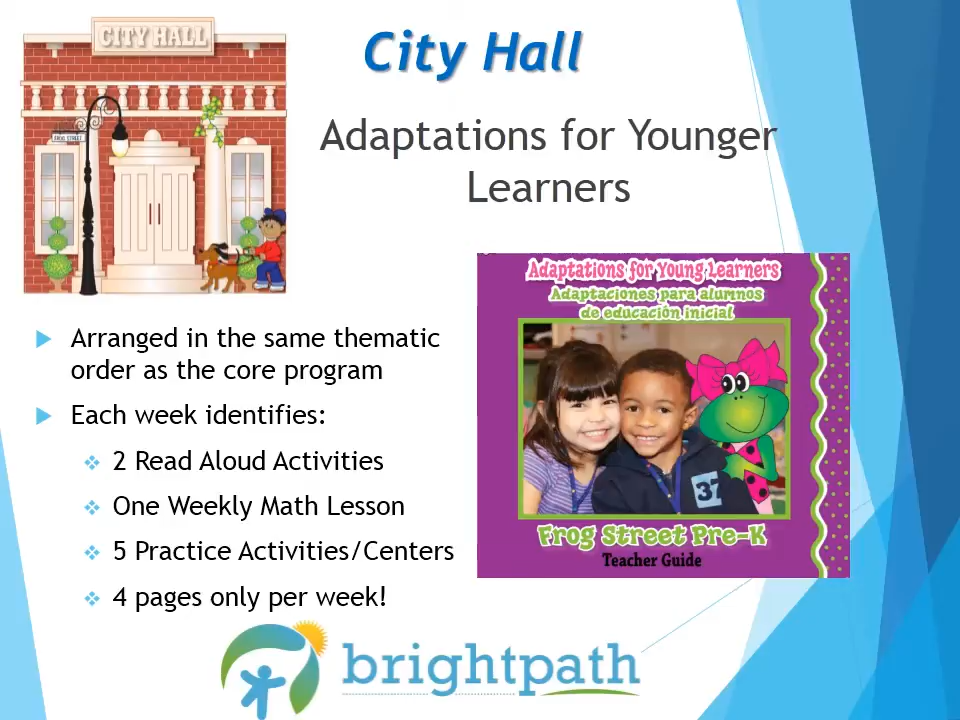 CITY HALL
FROG STREET
City Hall
Adaptations for Younger
Learners
Adaptations for Young Learners
Adaptaciones para alumnos
de educación inicial
37
Frog Street Pre-K
Teacher Guide
Arranged in the same thematic
order as the core program
Each week identifies:
2 Read Aloud Activities
One Weekly Math Lesson
5 Practice Activities/Centers
4 pages only per week!
brightpath